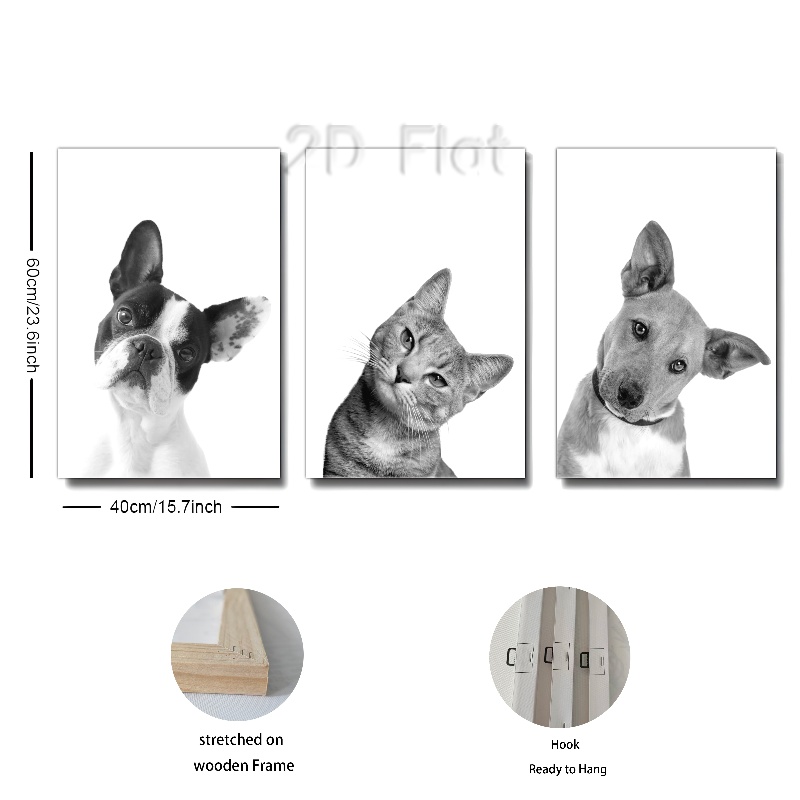 2D Flat
60cm/23.6inch
40cm/15.7inch
stretched on
wooden Frame
Hook
Ready to Hang